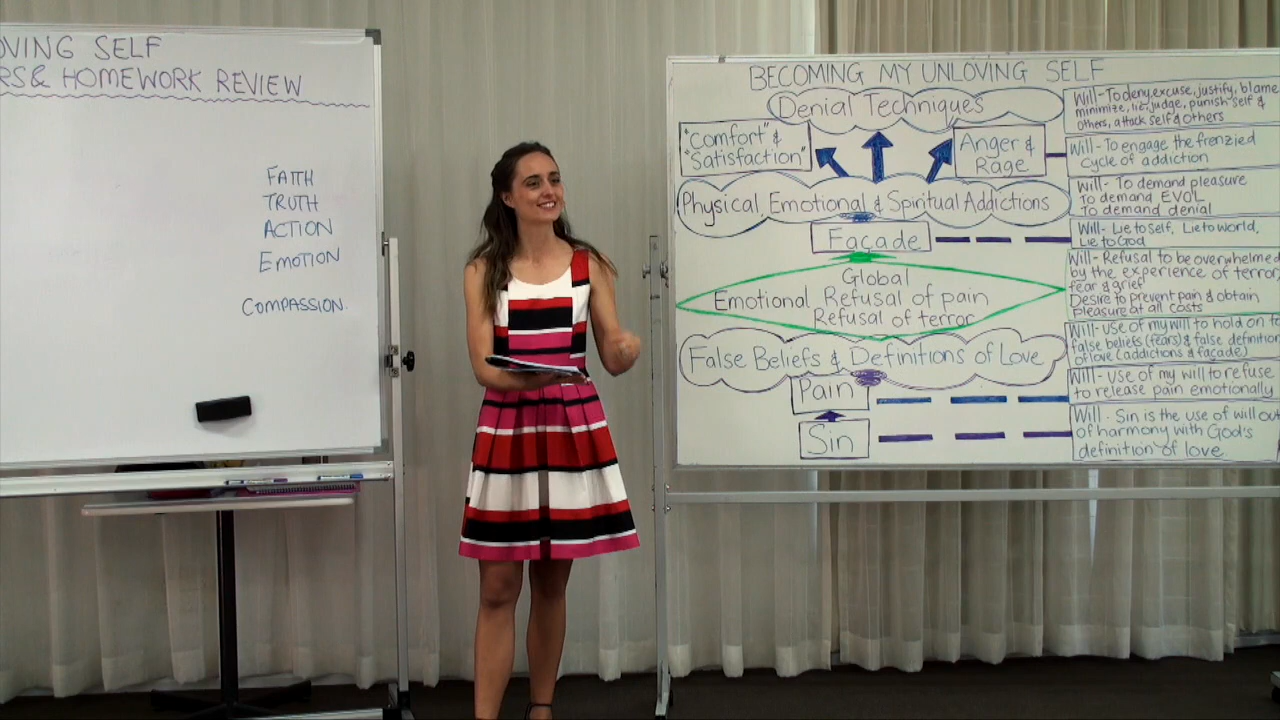 OVING SELF
RS & HOMEWORK REVIEW
FAITH
TRUTH
ACTION
EMOTION
COMPASSION
BECOMING MY UNLOVING SELF
Denial Techniques
"Comfort" &
"Satisfaction"
Anger &
Rage
Physical Emotional & Spiritual Addictions
Façade
Global
Emotional Refusal of pain
Refusal of terror
False Beliefs & Definitions of Love
Pain
Sin
Will - To deny, excuse, justify, blame
minimize, lie, judge, punish self &
others, attack self & others
Will - To engage the frenzied
cycle of addiction
Will - To demand pleasure
To demand EVOL
To demand denial
Will - Lie to self, Lie to world,
Lie to God
Will - Refusal to be overwhelmed
by the experience of terror
fear & grief
Desire to prevent pain & obtain
pleasure at all costs
Will - use of my will to hold on t
false beliefs (fears) & false definition
of love (addictions & façade)
Will - use of my will to refuse
to release pain emotionally
Will - Sin is the use of will ou
of harmony with God's
definition of love